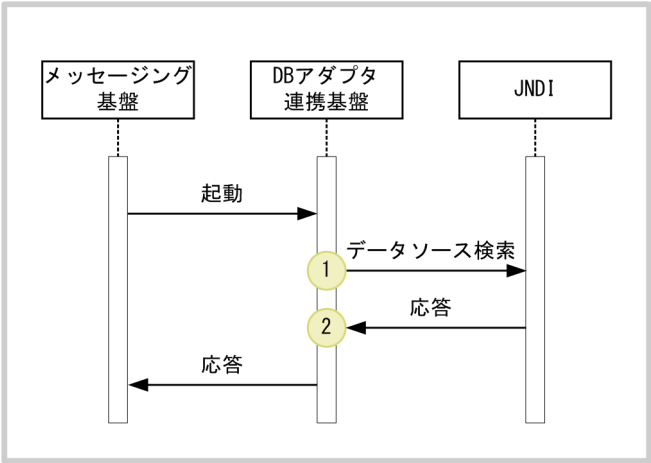 メッセージング
基盤
DBアダプタ
連携基盤
JNDI
起動
データソース検索
1
応答
2
応答